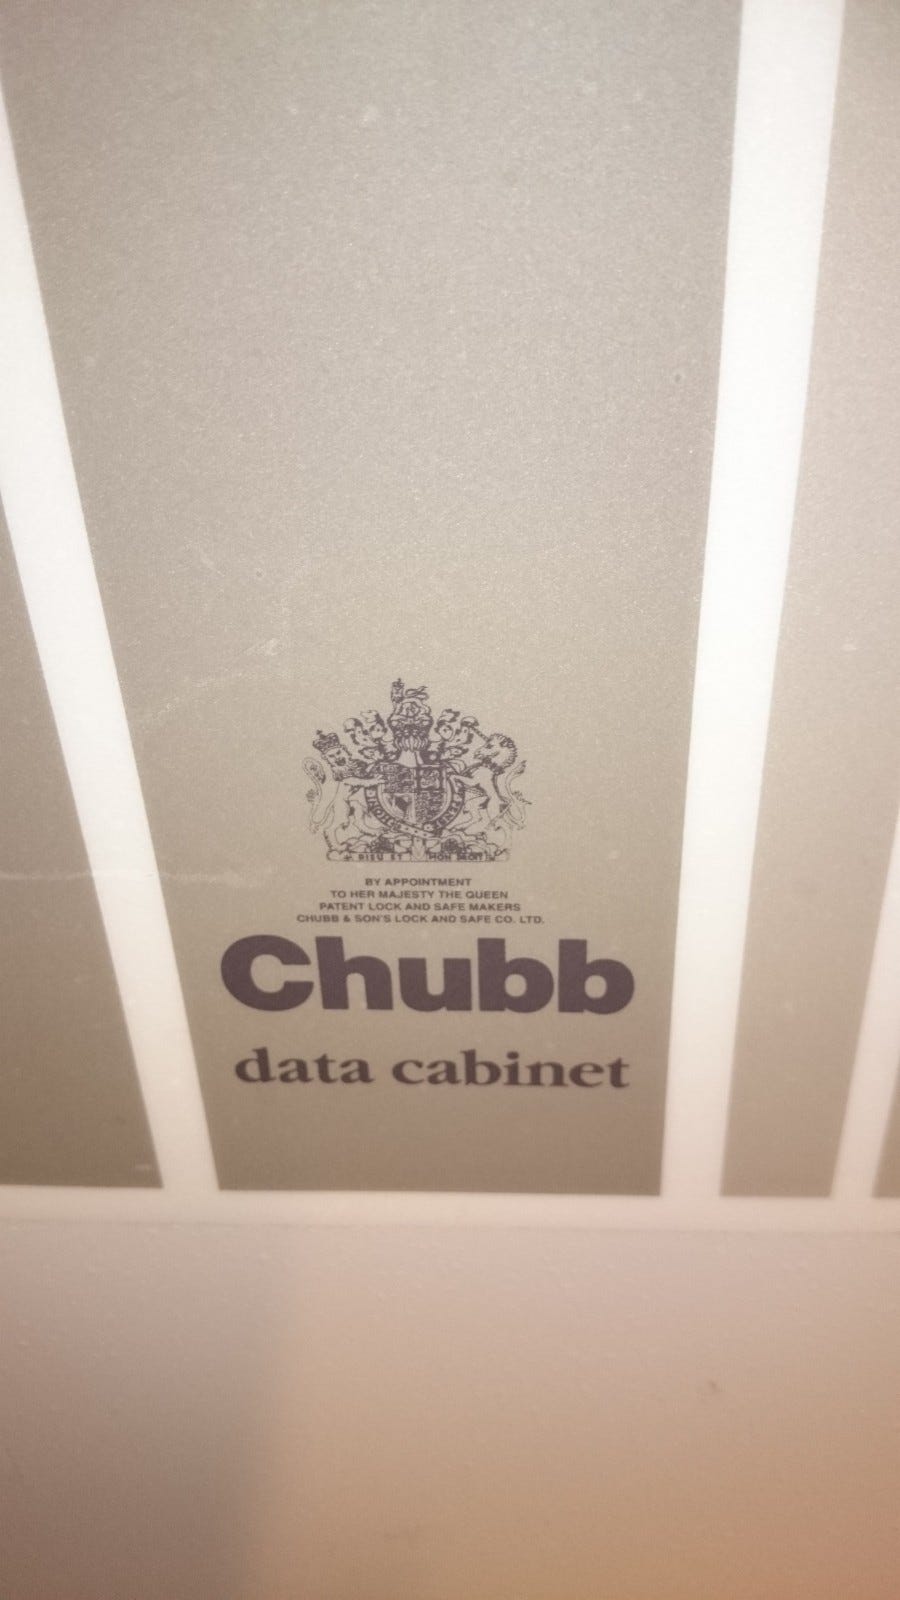 DIEU ET MON DROIT
BY APPOINTMENT
TO HER MAJESTY THE QUEEN
PATENT LOCK AND SAFE MAKERS
CHUBB & SON'S LOCK AND SAFE CO. LTD.
Chubb
data cabinet